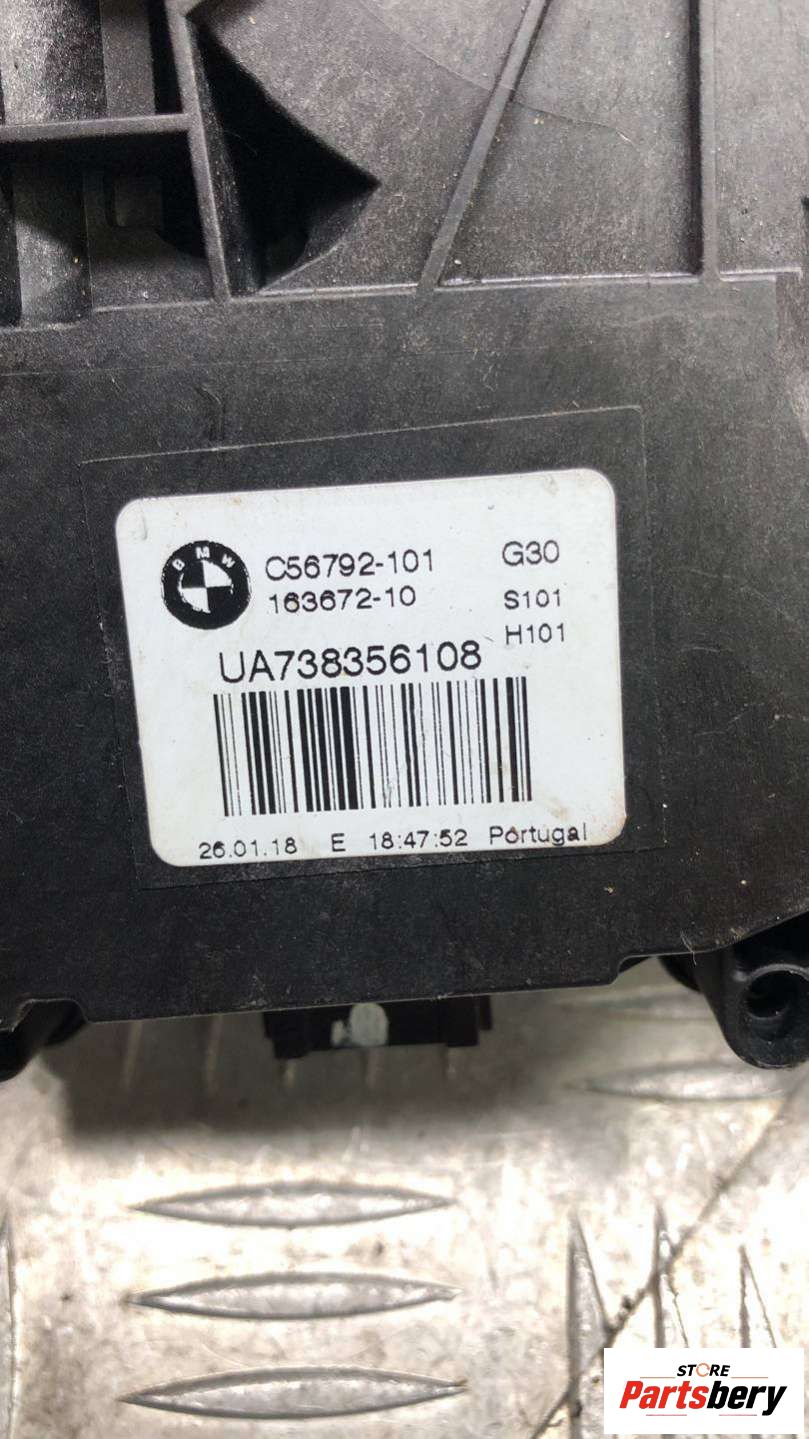 BMW
C56792-101 G30
163672-10 S101
H101
UA738356108
26.01.18 E 18:47:52 Portugal
STORE
Partsbery